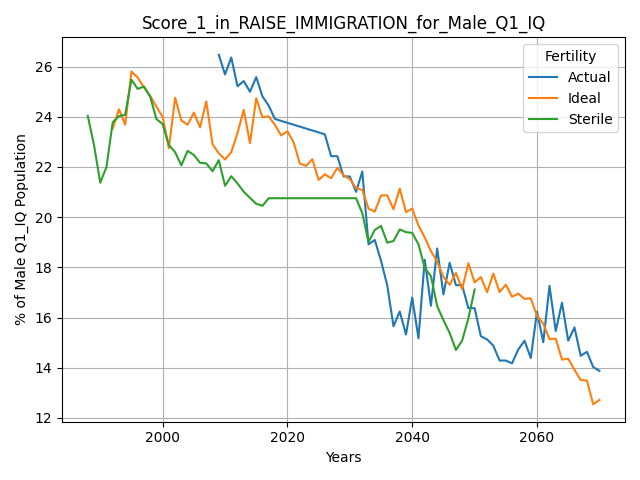 Score_1_in_RAISE_IMMIGRATION_for_Male_Q1_IQ
Fertility
Actual
Ideal
Sterile
% of Male Q1_IQ Population
26
24
22
20
18
16
14
12
2000
2020
2040
2060
Years